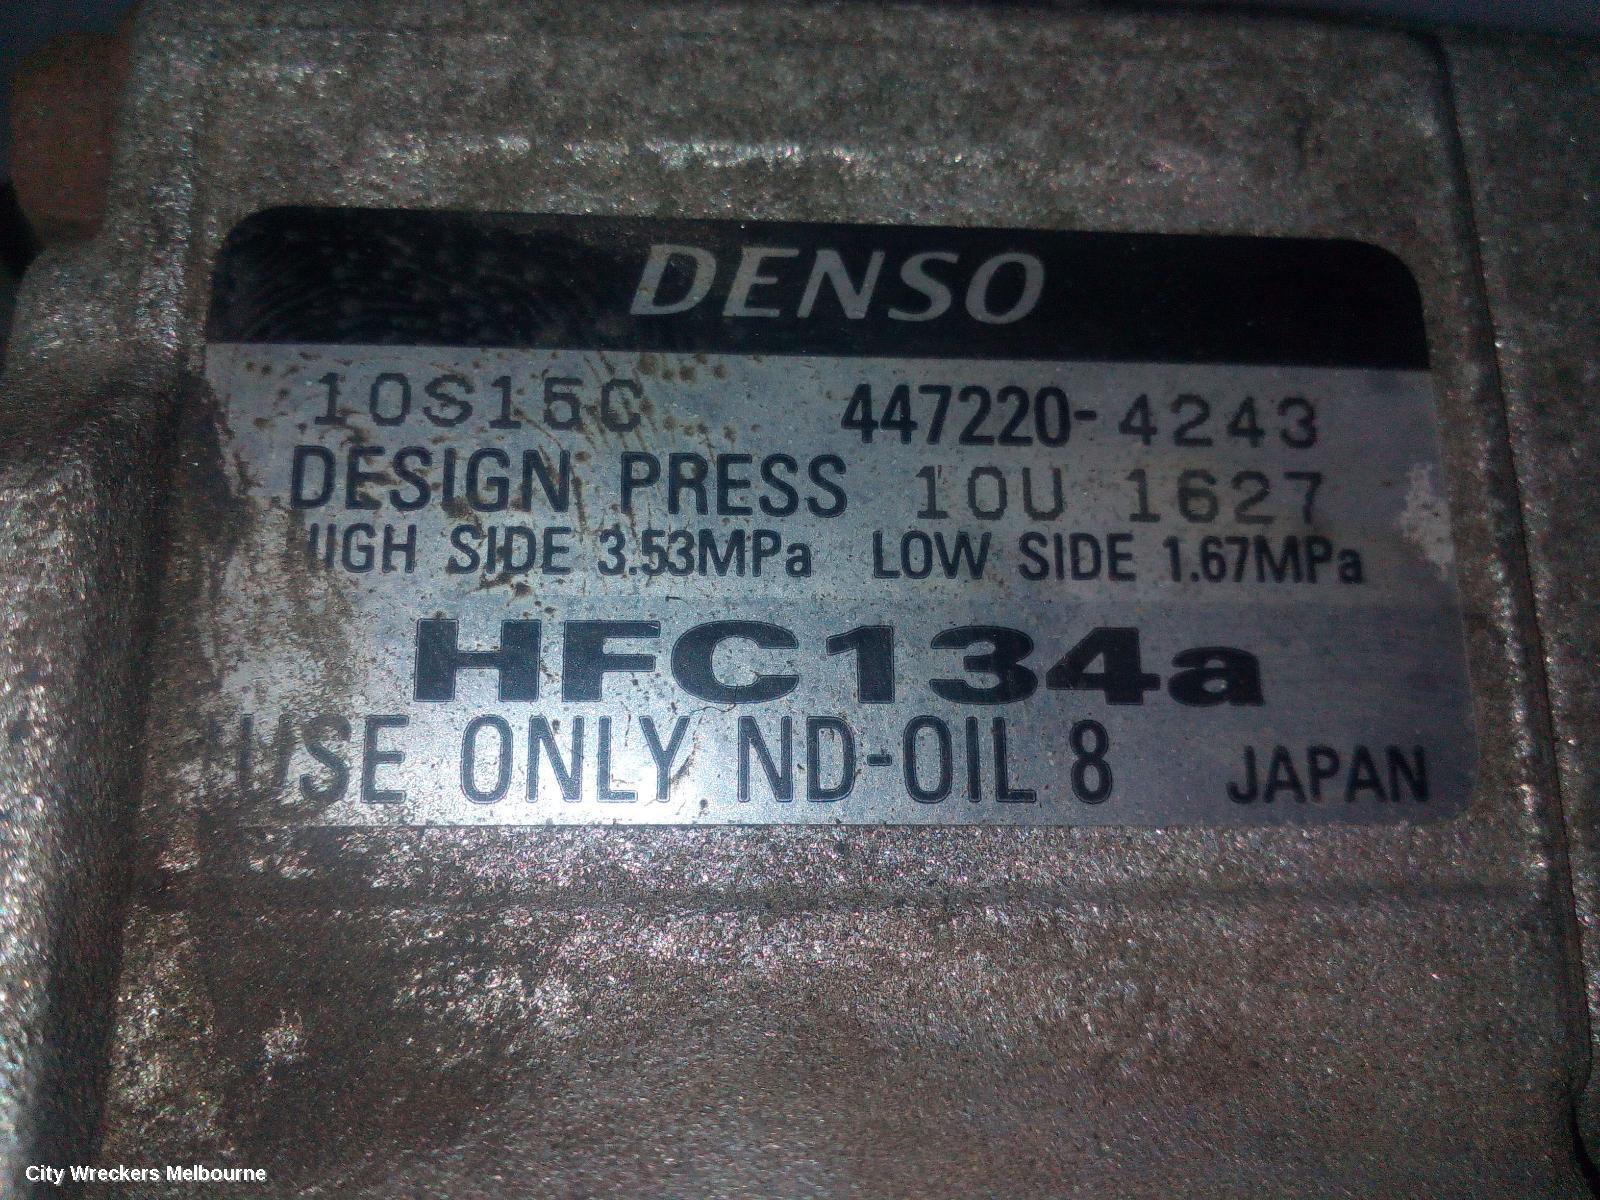 DENSO
10S15C 447220-4243
DESIGN PRESS 10U 1627
HIGH SIDE 3.53MPa LOW SIDE 1.67MPa
HFC134a
USE ONLY ND-OIL 8 JAPAN
City Wreckers Melbourne